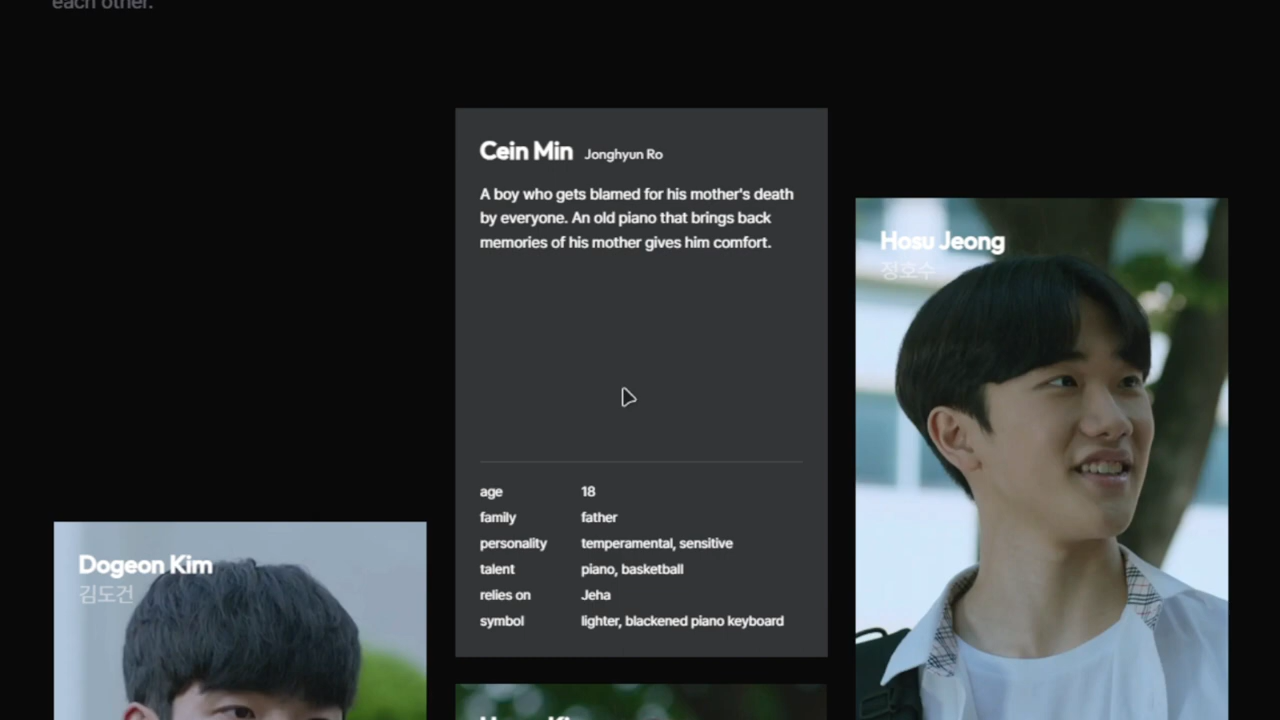 each other.
Cein Min Jonghyun Ro
A boy who gets blamed for his mother's death
by everyone. An old piano that brings back
memories of his mother gives him comfort.
age 18
family father
personality temperamental, sensitive
talent piano, basketball
relies on Jeha
symbol lighter, blackened piano keyboard
Hosu Jeong
정호수
Dogeon Kim
김도건